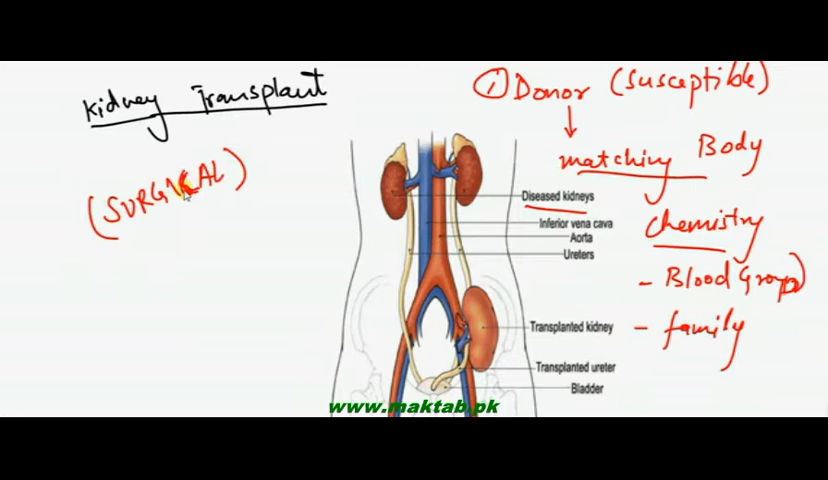 Kidney Transplant
(SURGICAL)
① Donor (Susceptible)
matching Body
Chemistry
- Blood Group)
- family
Diseased kidneys
Inferior vena cava
Aorta
Ureters
Transplanted kidney
Transplanted ureter
Bladder
www.maktab.pk